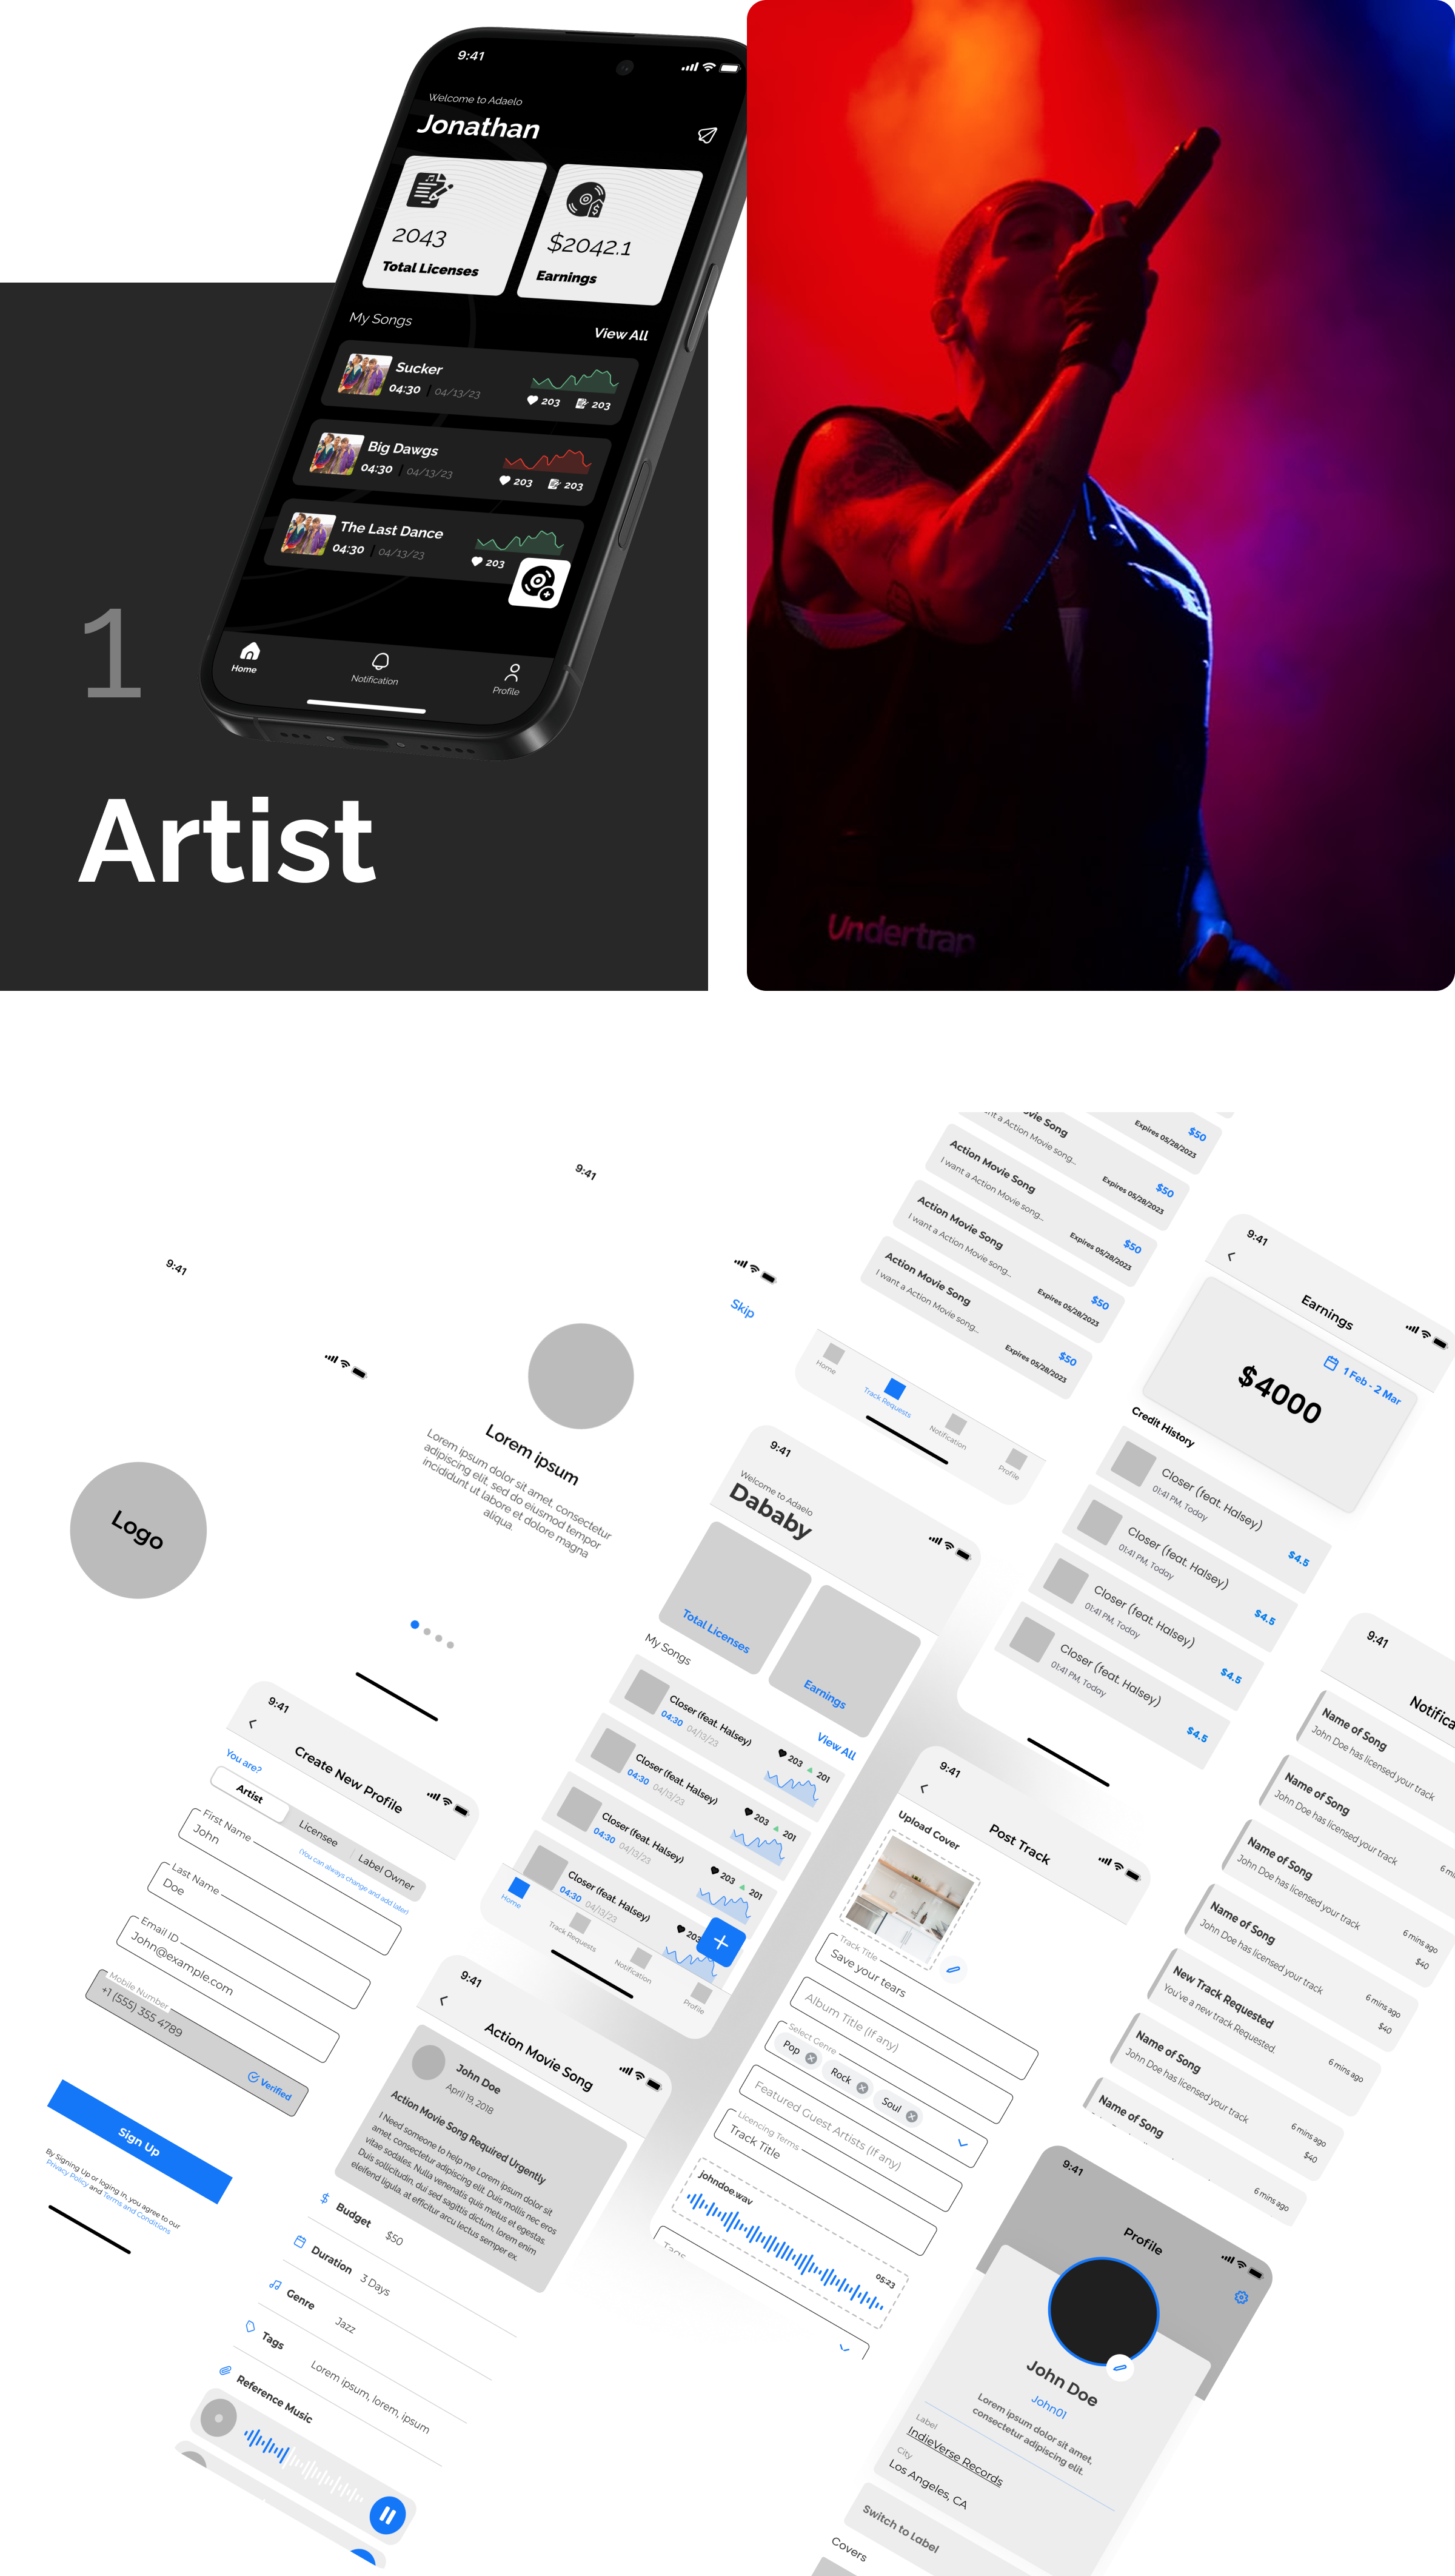 9:41
Welcome to Adaelo
Jonathan
2043
Total Licenses
$2042.1
Earnings
My Songs
View All
Sucker
04:30 | 04/13/23
203
203
Big Dawgs
04:30 | 04/13/23
203
203
The Last Dance
04:30 | 04/13/23
203
Home
Notification
Profile
1
Artist
Undertrap
9:41
Logo
9:41
Skip
Lorem ipsum
Lorem ipsum dolor sit amet, consectetur
adipiscing elit, sed do eiusmod tempor
incididunt ut labore et dolore magna
aliqua.
$50
Expires 05/28/2023
Action Movie Song
I want a Action Movie song...
$50
Expires 05/28/2023
Action Movie Song
I want a Action Movie song...
$50
Expires 05/28/2023
Action Movie Song
I want a Action Movie song...
$50
Expires 05/28/2023
$50
Expires 05/28/2023
Home
Track Requests
Notification
Profile
9:41
Earnings
1 Feb - 2 Mar
$4000
Credit History
Closer (feat. Halsey)
01:41 PM, Today
$4.5
Closer (feat. Halsey)
01:41 PM, Today
$4.5
Closer (feat. Halsey)
01:41 PM, Today
$4.5
Closer (feat. Halsey)
01:41 PM, Today
$4.5
9:41
Welcome to Adaelo
Dababy
Total Licenses
Earnings
My Songs
View All
Closer (feat. Halsey)
04:30 04/13/23
203
201
Closer (feat. Halsey)
04:30 04/13/23
203
201
Closer (feat. Halsey)
04:30 04/13/23
203
201
Closer (feat. Halsey)
04:30 04/13/23
203
Home
Track Requests
Notification
Profile
9:41
Create New Profile
You are?
Artist
Licensee
Label Owner
(You can always change and add later)
First Name
John
Last Name
Doe
Email ID
John@example.com
Mobile Number
+1 (555) 355 4789
Verified
Sign Up
By Signing Up or loging in, you agree to our
Privacy Policy and Terms and Conditions
9:41
Action Movie Song
John Doe
April 19, 2018
Action Movie Song Required Urgently
I Need someone to help me Lorem ipsum dolor sit
amet, consectetur adipiscing elit. Duis mollis nec eros
vitae sodales. Nulla venenatis quis metus et egestas.
Duis sollicitudin, dui sed sagittis dictum, lorem enim
eleifend ligula, at efficitur arcu lectus semper ex.
Budget
$50
Duration
3 Days
Genre
Jazz
Tags
Lorem ipsum, lorem, ipsum
Reference Music
9:41
Post Track
Upload Cover
Track Title
Save your tears
Album Title (If any)
Select Genre
Pop
Rock
Soul
Featured Guest Artists (If any)
Licencing Terms
Track Title
johndoe.wav
05:23
Tags
9:41
Notifica
Name of Song
John Doe has licensed your track
Name of Song
John Doe has licensed your track
Name of Song
John Doe has licensed your track
6 mins ago
$40
Name of Song
John Doe has licensed your track
6 mins ago
$40
New Track Requested
You've a new track Requested.
6 mins ago
Name of Song
John Doe has licensed your track
6 mins ago
$40
Name of Song
6 mins ago
9:41
Profile
John Doe
John01
Lorem ipsum dolor sit amet,
consectetur adipiscing elit.
Label
IndieVerse Records
City
Los Angeles, CA
Switch to Label
Covers